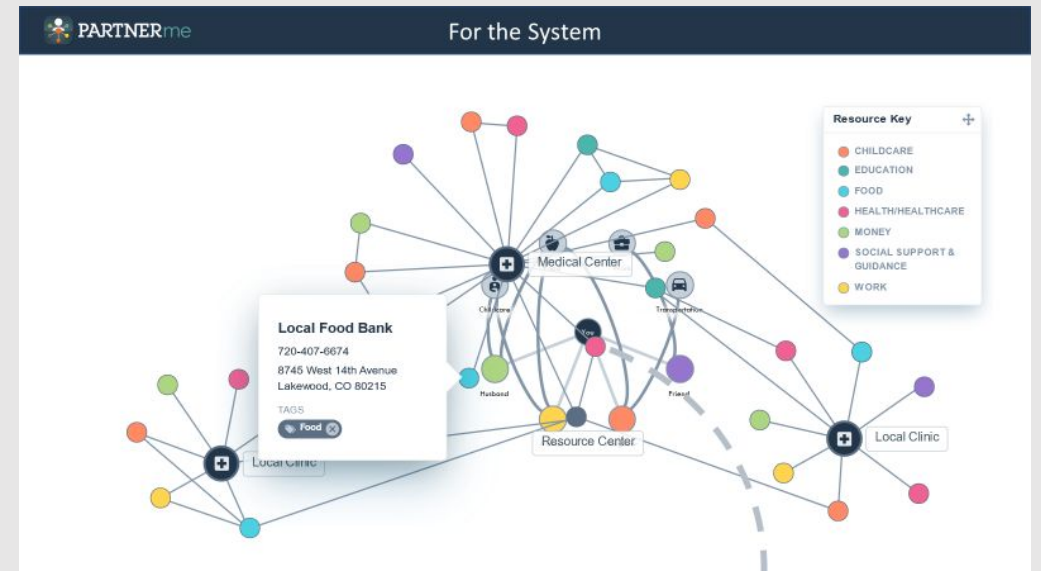 PARTNERme
For the System
Resource Key
CHILDCARE
EDUCATION
FOOD
HEALTH/HEALTHCARE
MONEY
SOCIAL SUPPORT &
GUIDANCE
WORK
Medical Center
Childcare
Transportation
You
Husband
Friend
Local Food Bank
720-407-6674
8745 West 14th Avenue
Lakewood, CO 80215
TAGS
Food
Resource Center
Local Clinic
Local Clinic